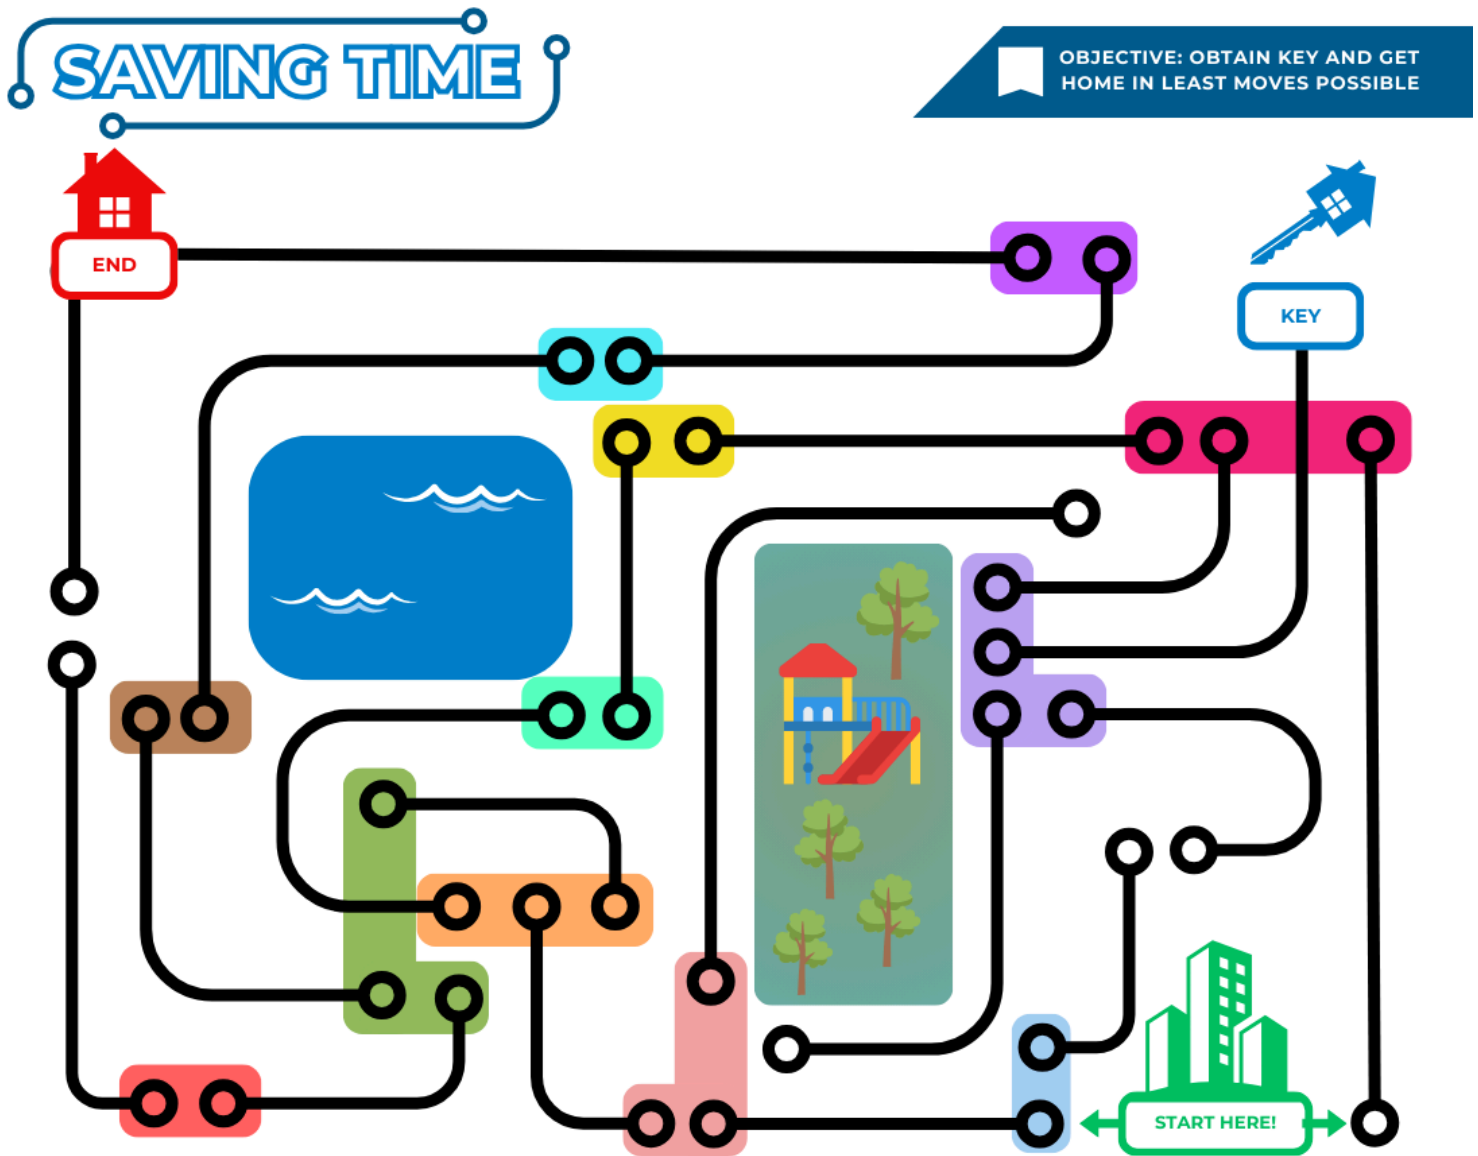 SAVING TIME
OBJECTIVE: OBTAIN KEY AND GET
HOME IN LEAST MOVES POSSIBLE
END
KEY
START HERE!